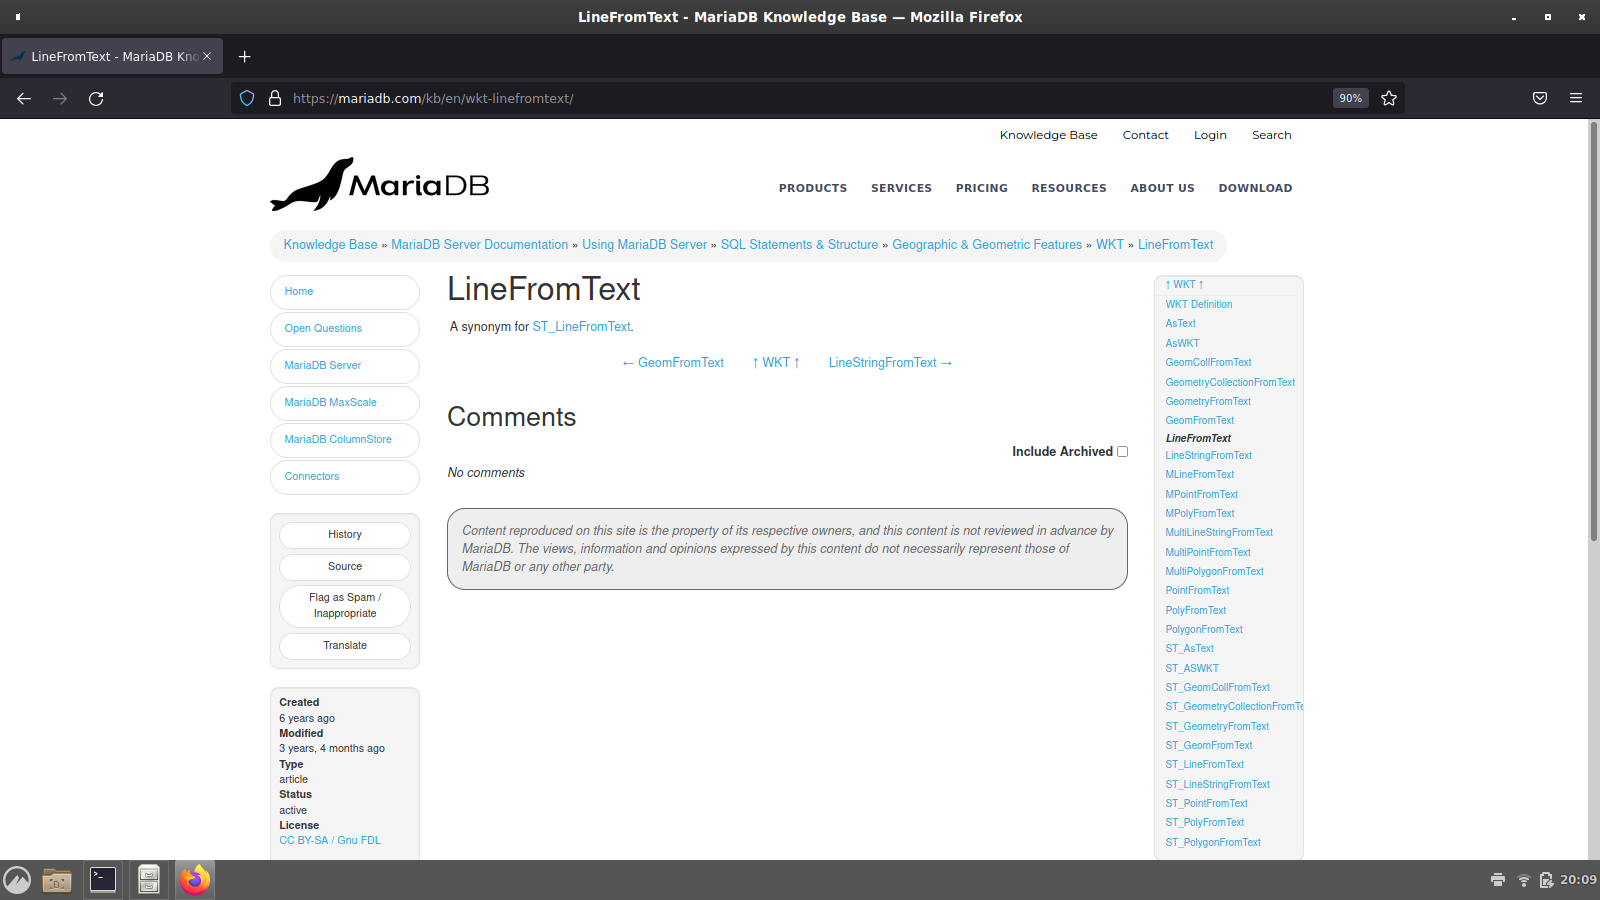 LineFromText - MariaDB Knowledge Base — Mozilla Firefox
LineFromText - MariaDB Kno
https://mariadb.com/kb/en/wkt-linefromtext/
90%
Knowledge Base Contact Login Search
MariaDB
PRODUCTS SERVICES PRICING RESOURCES ABOUT US DOWNLOAD
Knowledge Base » MariaDB Server Documentation » Using MariaDB Server » SQL Statements & Structure » Geographic & Geometric Features » WKT » LineFromText
Home
Open Questions
MariaDB Server
MariaDB MaxScale
MariaDB ColumnStore
Connectors
History
Source
Flag as Spam /
Inappropriate
Translate
Created
6 years ago
Modified
3 years, 4 months ago
Type
article
Status
active
License
CC BY-SA / Gnu FDL
LineFromText
A synonym for ST_LineFromText.
← GeomFromText ↑ WKT ↑ LineStringFromText →
Comments
Include Archived
No comments
Content reproduced on this site is the property of its respective owners, and this content is not reviewed in advance by
MariaDB. The views, information and opinions expressed by this content do not necessarily represent those of
MariaDB or any other party.
↑ WKT ↑
WKT Definition
AsText
AsWKT
GeomCollFromText
GeometryCollectionFromText
GeometryFromText
GeomFromText
LineFromText
LineStringFromText
MLineFromText
MPointFromText
MPolyFromText
MultiLineStringFromText
MultiPointFromText
MultiPolygonFromText
PointFromText
PolyFromText
PolygonFromText
ST_AsText
ST_ASWKT
ST_GeomCollFromText
ST_GeometryCollectionFromTe
ST_GeometryFromText
ST_GeomFromText
ST_LineFromText
ST_LineStringFromText
ST_PointFromText
ST_PolyFromText
ST_PolygonFromText
20:09